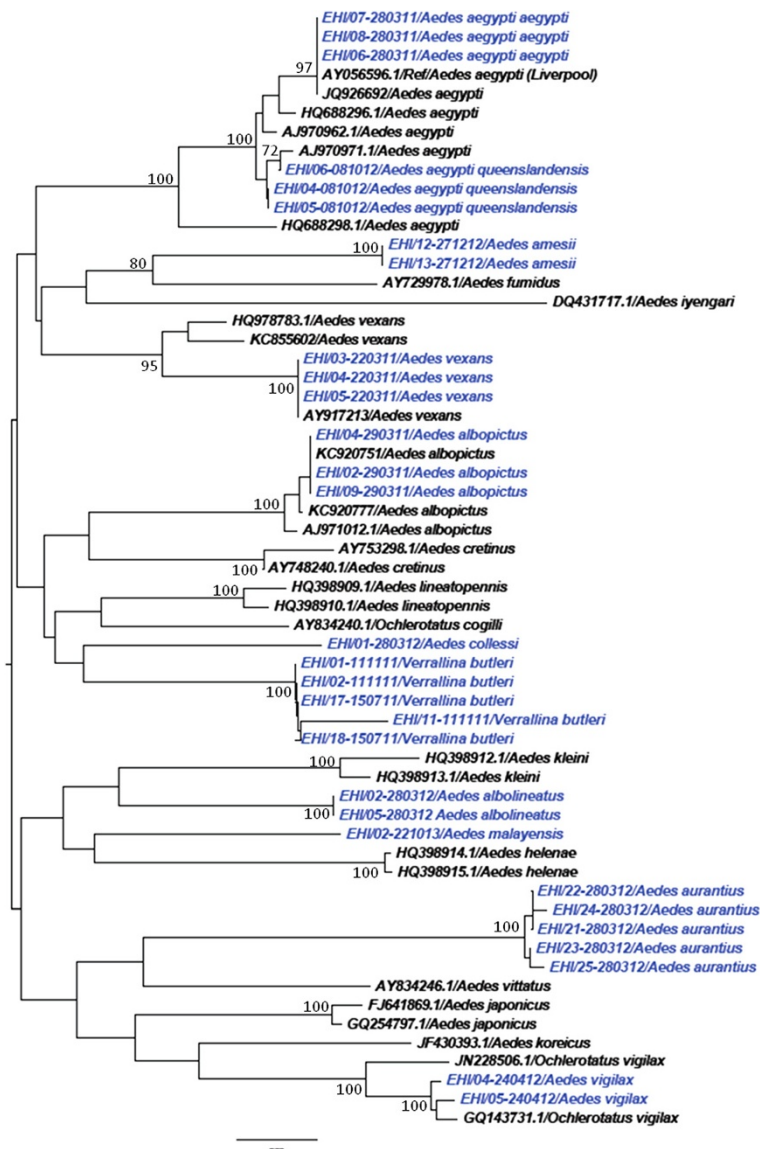 EHI/07-280311/Aedes aegypti aegypti
EHI/08-280311/Aedes aegypti aegypti
EHI/06-280311/Aedes aegypti aegypti
97
AY056596.1/Ref/Aedes aegypti (Liverpool)
JQ926692/Aedes aegypti
HQ688296.1/Aedes aegypti
AJ970962.1/Aedes aegypti
100
72
AJ970971.1/Aedes aegypti
EHI/06-081012/Aedes aegypti queenslandensis
100
EHI/04-081012/Aedes aegypti queenslandensis
EHI/05-081012/Aedes aegypti queenslandensis
HQ688298.1/Aedes aegypti
100
EHI/12-271212/Aedes amesii
80
EHI/13-271212/Aedes amesii
AY729978.1/Aedes fumidus
DQ431717.1/Aedes iyengari
HQ978783.1/Aedes vexans
KC855602/Aedes vexans
95
EHI/03-220311/Aedes vexans
EHI/04-220311/Aedes vexans
100
EHI/05-220311/Aedes vexans
AY917213/Aedes vexans
EHI/04-290311/Aedes albopictus
KC920751/Aedes albopictus
EHI/02-290311/Aedes albopictus
EHI/09-290311/Aedes albopictus
100
KC920777/Aedes albopictus
AJ971012.1/Aedes albopictus
AY753298.1/Aedes cretinus
100
AY748240.1/Aedes cretinus
100
HQ398909.1/Aedes lineatopennis
HQ398910.1/Aedes lineatopennis
AY834240.1/Ochlerotatus cogilli
EHI/01-280312/Aedes collessi
EHI/01-111111/Verrallina butleri
100
EHI/02-111111/Verrallina butleri
EHI/17-150711/Verrallina butleri
EHI/11-111111/Verrallina butleri
EHI/18-150711/Verrallina butleri
100
HQ398912.1/Aedes kleini
HQ398913.1/Aedes kleini
EHI/02-280312/Aedes albolineatus
100
EHI/05-280312 Aedes albolineatus
EHI/02-221013/Aedes malayensis
HQ398914.1/Aedes helenae
100
HQ398915.1/Aedes helenae
EHI/22-280312/Aedes aurantius
EHI/24-280312/Aedes aurantius
100
EHI/21-280312/Aedes aurantius
EHI/23-280312/Aedes aurantius
EHI/25-280312/Aedes aurantius
AY834246.1/Aedes vittatus
100
FJ641869.1/Aedes japonicus
GQ254797.1/Aedes japonicus
JF430393.1/Aedes koreicus
JN228506.1/Ochlerotatus vigilax
100
EHI/04-240412/Aedes vigilax
100
EHI/05-240412/Aedes vigilax
GQ143731.1/Ochlerotatus vigilax